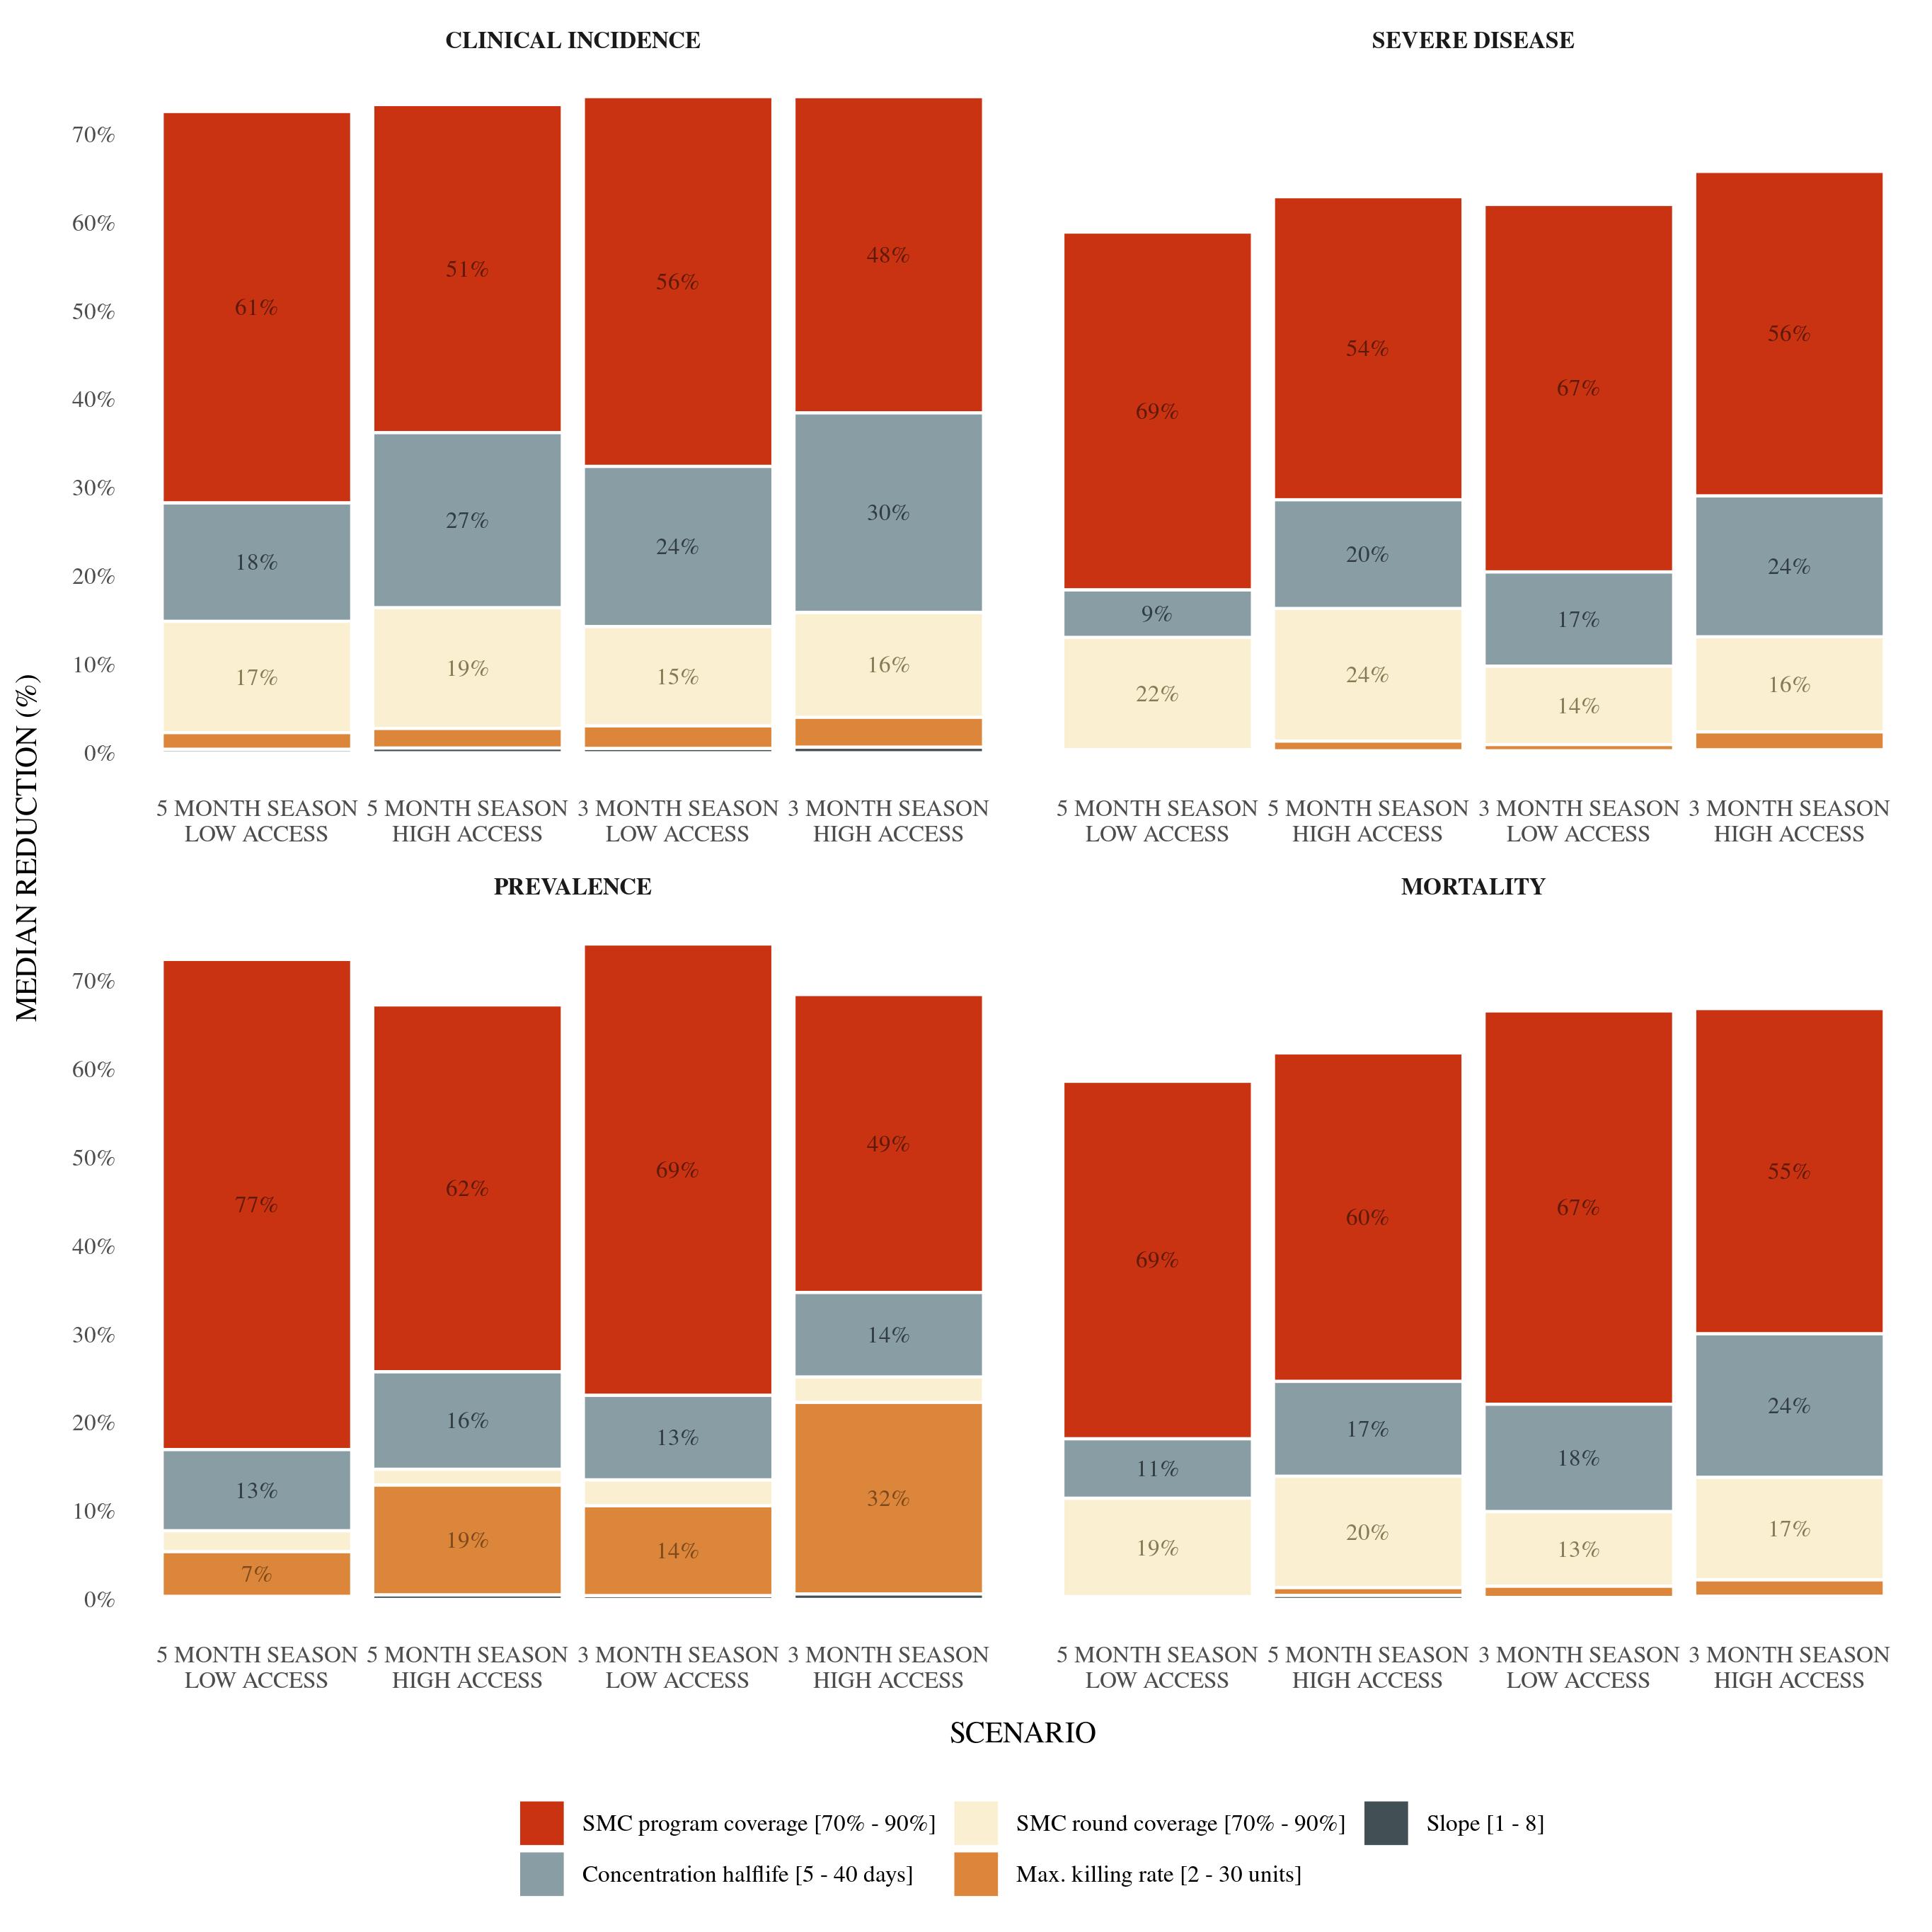 CLINICAL INCIDENCE
SEVERE DISEASE
MEDIAN REDUCTION (%)
70%
60%
50%
40%
30%
20%
10%
0%
61%
18%
17%
51%
27%
19%
56%
24%
15%
48%
30%
16%
69%
9%
22%
54%
20%
24%
67%
17%
14%
56%
24%
16%
5 MONTH SEASON
LOW ACCESS
5 MONTH SEASON
HIGH ACCESS
3 MONTH SEASON
LOW ACCESS
3 MONTH SEASON
HIGH ACCESS
5 MONTH SEASON
LOW ACCESS
5 MONTH SEASON
HIGH ACCESS
3 MONTH SEASON
LOW ACCESS
3 MONTH SEASON
HIGH ACCESS
PREVALENCE
MORTALITY
70%
60%
50%
40%
30%
20%
10%
0%
77%
13%
7%
62%
16%
19%
69%
13%
14%
49%
14%
32%
69%
11%
19%
60%
17%
20%
67%
18%
13%
55%
24%
17%
5 MONTH SEASON
LOW ACCESS
5 MONTH SEASON
HIGH ACCESS
3 MONTH SEASON
LOW ACCESS
3 MONTH SEASON
HIGH ACCESS
5 MONTH SEASON
LOW ACCESS
5 MONTH SEASON
HIGH ACCESS
3 MONTH SEASON
LOW ACCESS
3 MONTH SEASON
HIGH ACCESS
SCENARIO
SMC program coverage [70% - 90%]
SMC round coverage [70% - 90%]
Slope [1 - 8]
Concentration halflife [5 - 40 days]
Max. killing rate [2 - 30 units]